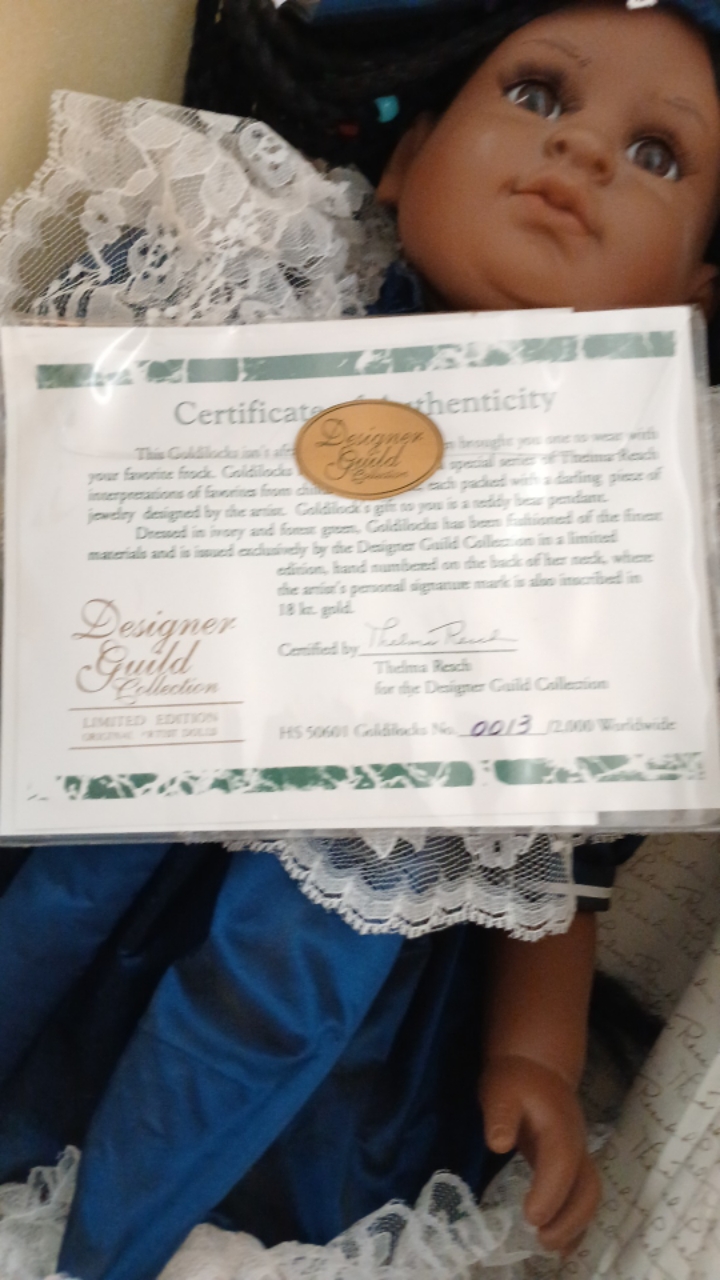 Certificate Authenticity
Designer
Guild
Collection
This Goldilocks isn't brought you one to wear with
your favorite frock. Goldilocks special series of Thelma Resch
interpretations of favorites from each packed with a darling piece of
jewelry designed by the artist. Goldilock's gift to you is a teddy bear pendant.
Dressed in ivory and forest green, Goldilocks has been fashioned of the finest
materials and is issued exclusively by the Designer Guild Collection in a limited
edition, hand numbered on the back of her neck, where
the artist's personal signature mark is also inscribed in
18 kt. gold.
Designer
Guild
Collection
LIMITED EDITION
ORIGINAL ARTIST DOLLS
Certified by Thelma Resch
Thelma Resch
for the Designer Guild Collection
HS 50601 Goldilocks No. 0013 /2,000 Worldwide